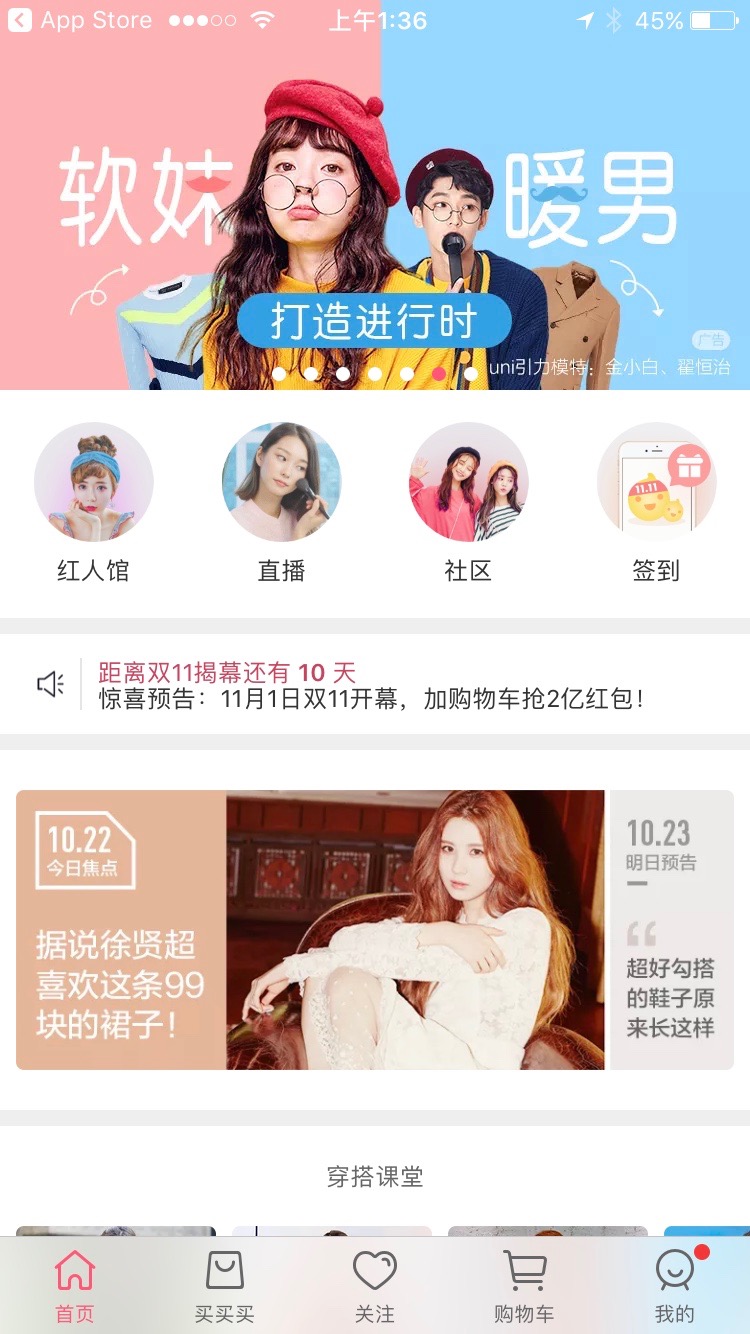 App Store
上午1:36
45%
软妹
暖男
打造进行时
广告
uni引力模特：金小白、翟恒治
11.11
红人馆
直播
社区
签到
距离双11揭幕还有 10 天
惊喜预告：11月1日双11开幕，加购物车抢2亿红包！
10.22
今日焦点
据说徐贤超
喜欢这条99
块的裙子！
10.23
明日预告
“
超好勾搭
的鞋子原
来长这样
穿搭课堂
首页
买买买
关注
购物车
我的